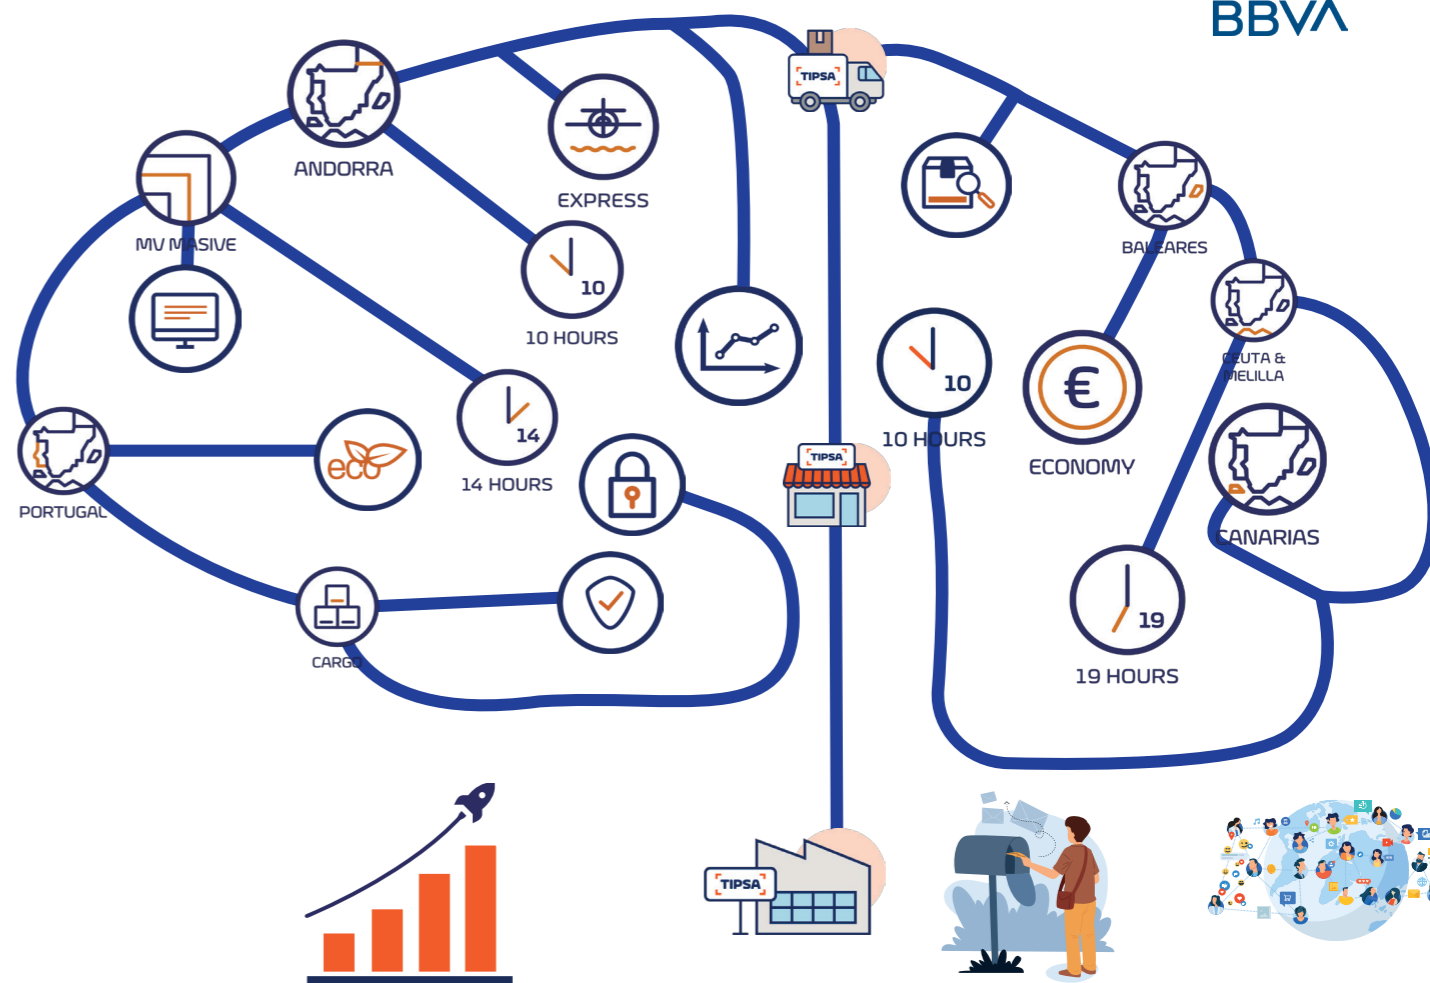 BBVA
TIPSA
ANDORRA
EXPRESS
MV MASIVE
BALEARES
10
10 HOURS
CEUTA &
MELILLA
10
10 HOURS
€
ECONOMY
14
14 HOURS
eco
TIPSA
PORTUGAL
CANARIAS
19
19 HOURS
CARGO
TIPSA